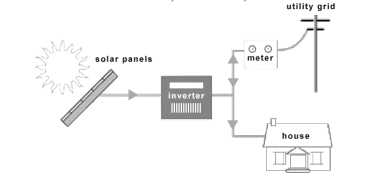 utility grid
solar panels
meter
inverter
house